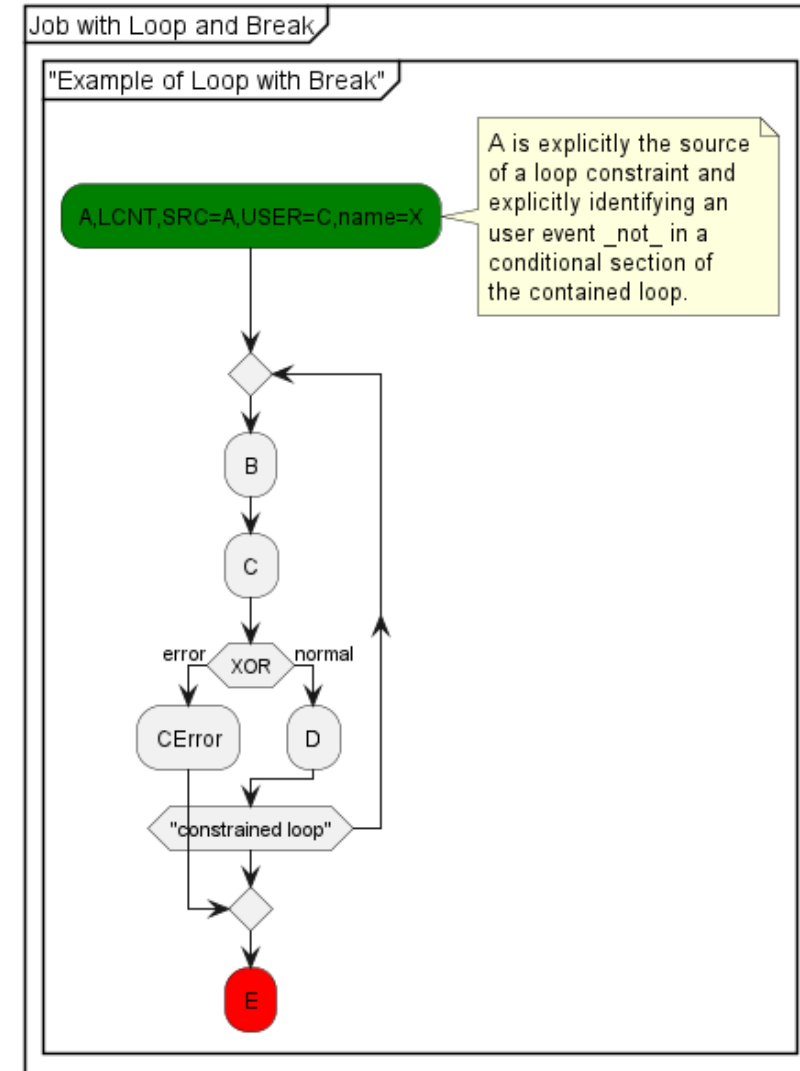 Job with Loop and Break
"Example of Loop with Break"
A is explicitly the source
of a loop constraint and
explicitly identifying an
user event _not_ in a
conditional section of
the contained loop.
A,LCNT,SRC=A,USER=C,name=X
B
C
error
XOR
normal
CError
D
"constrained loop"
E